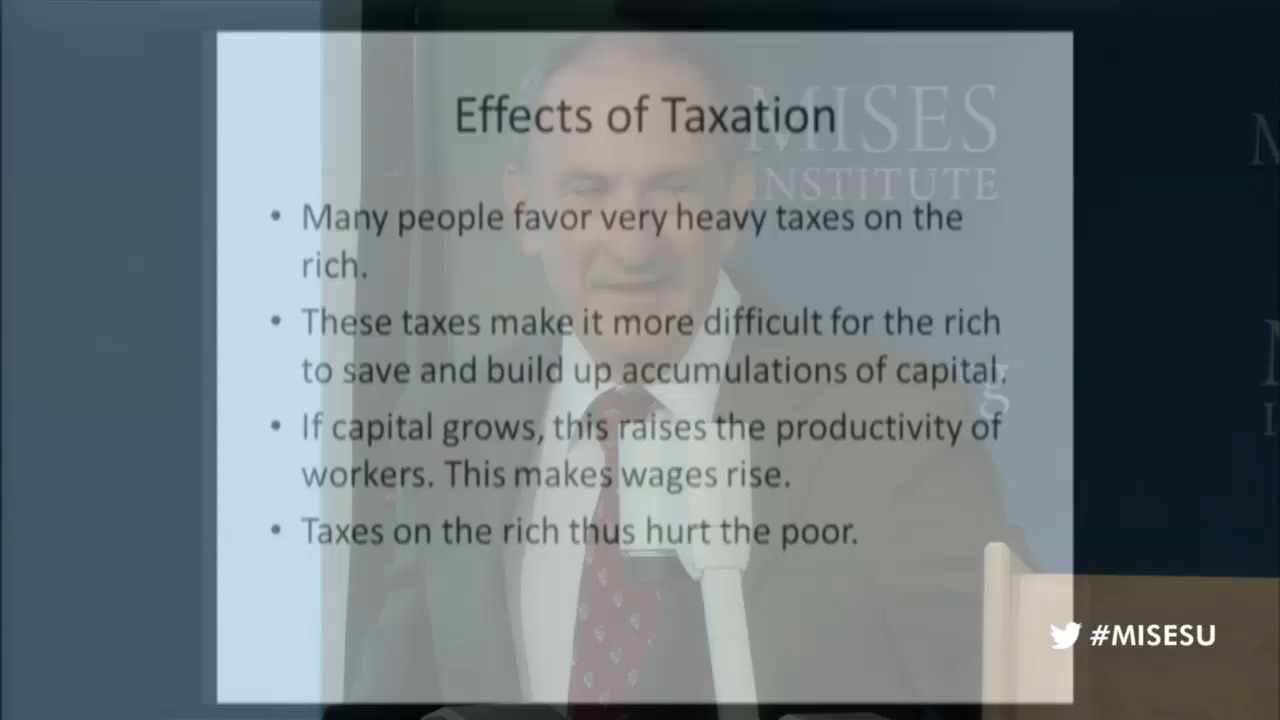 Effects of Taxation
MISES
INSTITUTE
• Many people favor very heavy taxes on the
rich.
• These taxes make it more difficult for the rich
to save and build up accumulations of capital.
• If capital grows, this raises the productivity of
workers. This makes wages rise.
• Taxes on the rich thus hurt the poor.
#MISESU